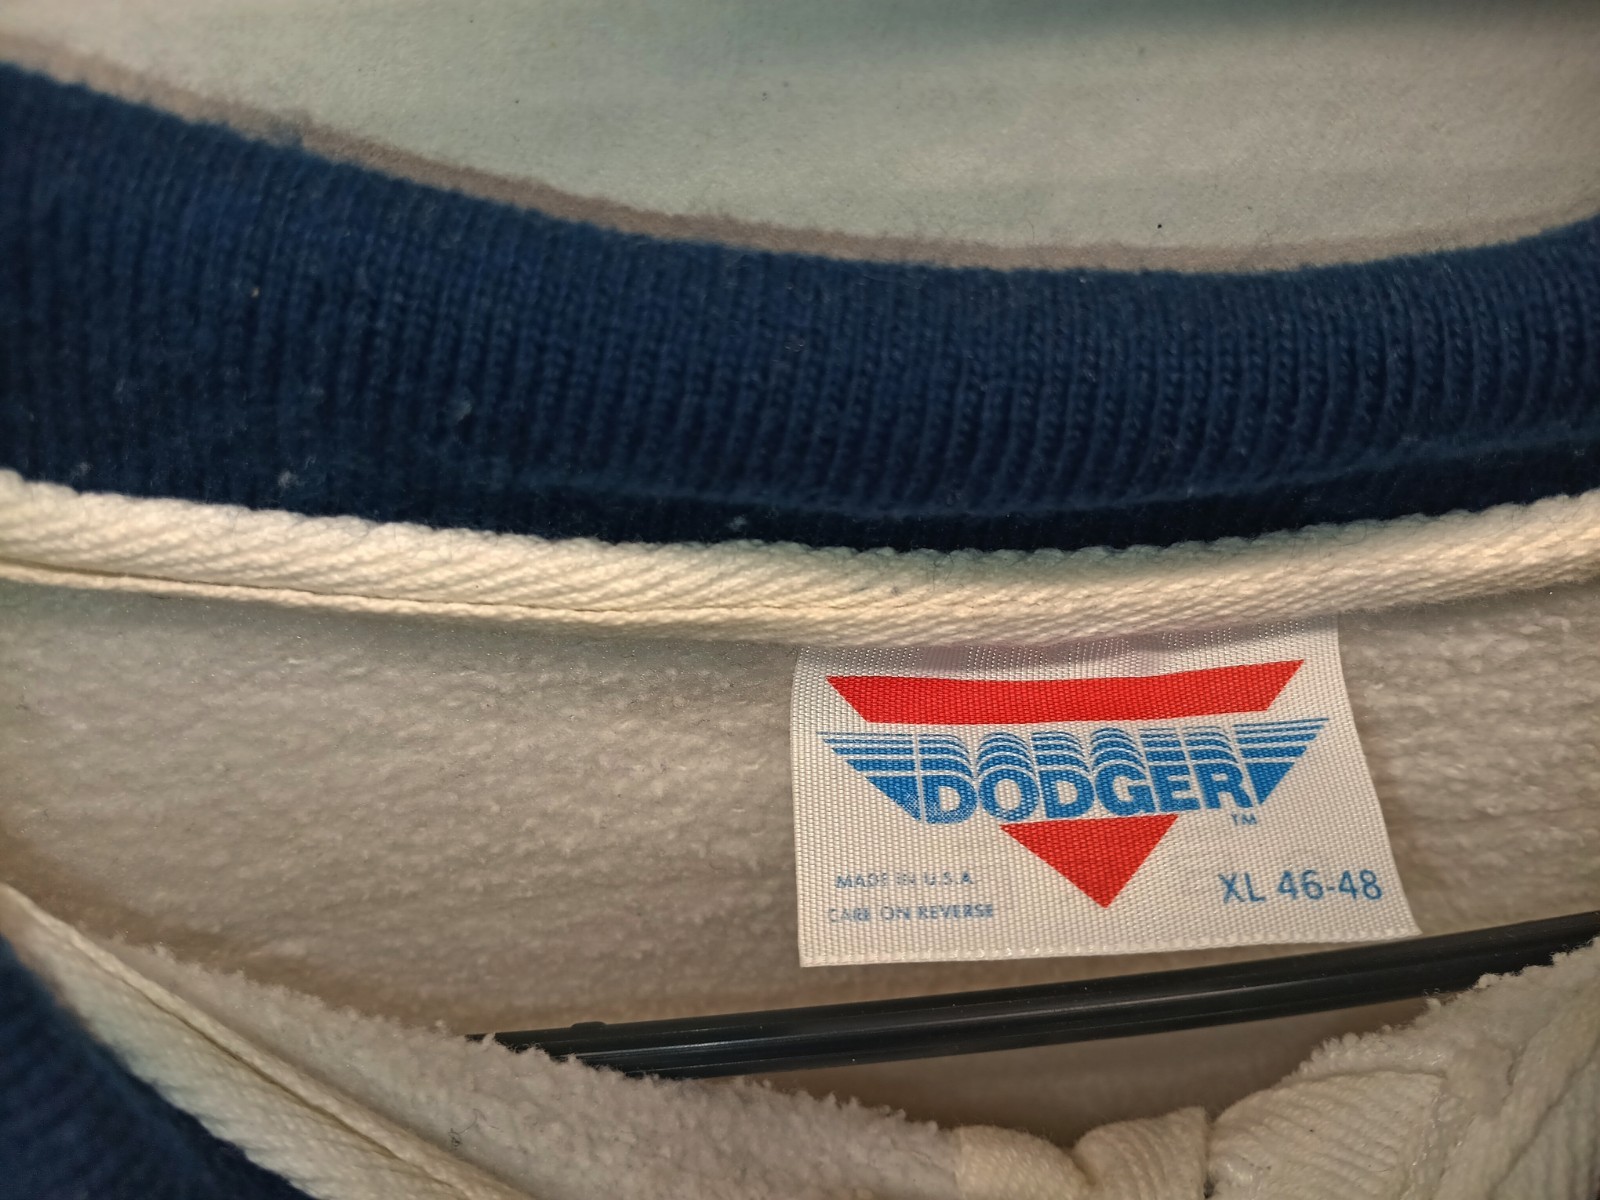 DODGER
TM
MADE IN U.S.A
CARE ON REVERSE
XL 46-48